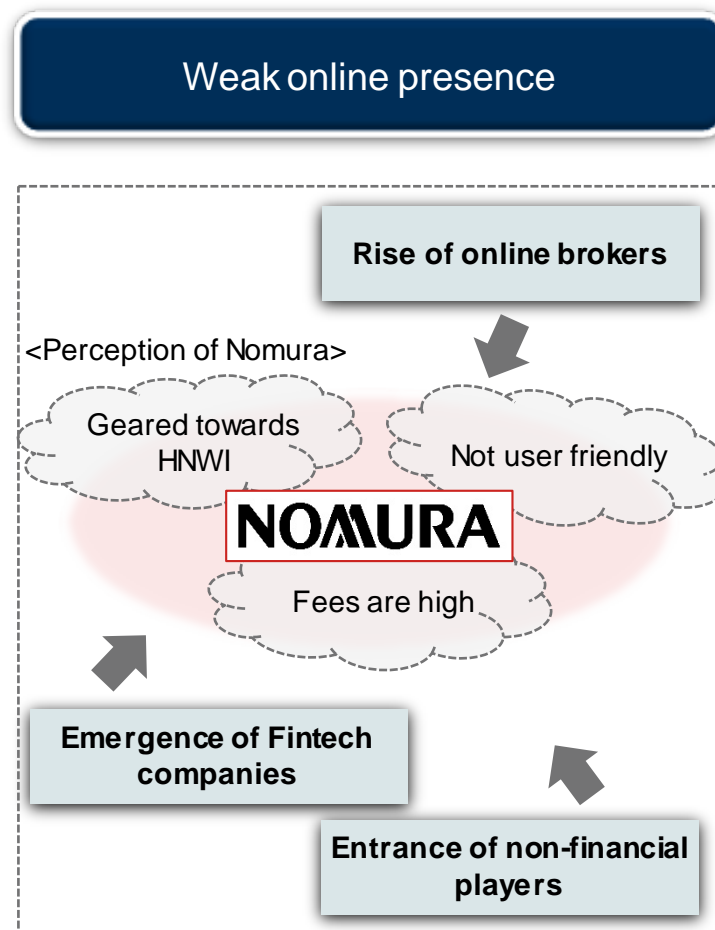 Weak online presence
Rise of online brokers
<Perception of Nomura>
Geared towards
HNWI
Not user friendly
NOMURA
Fees are high
Emergence of Fintech
companies
Entrance of non-financial
players